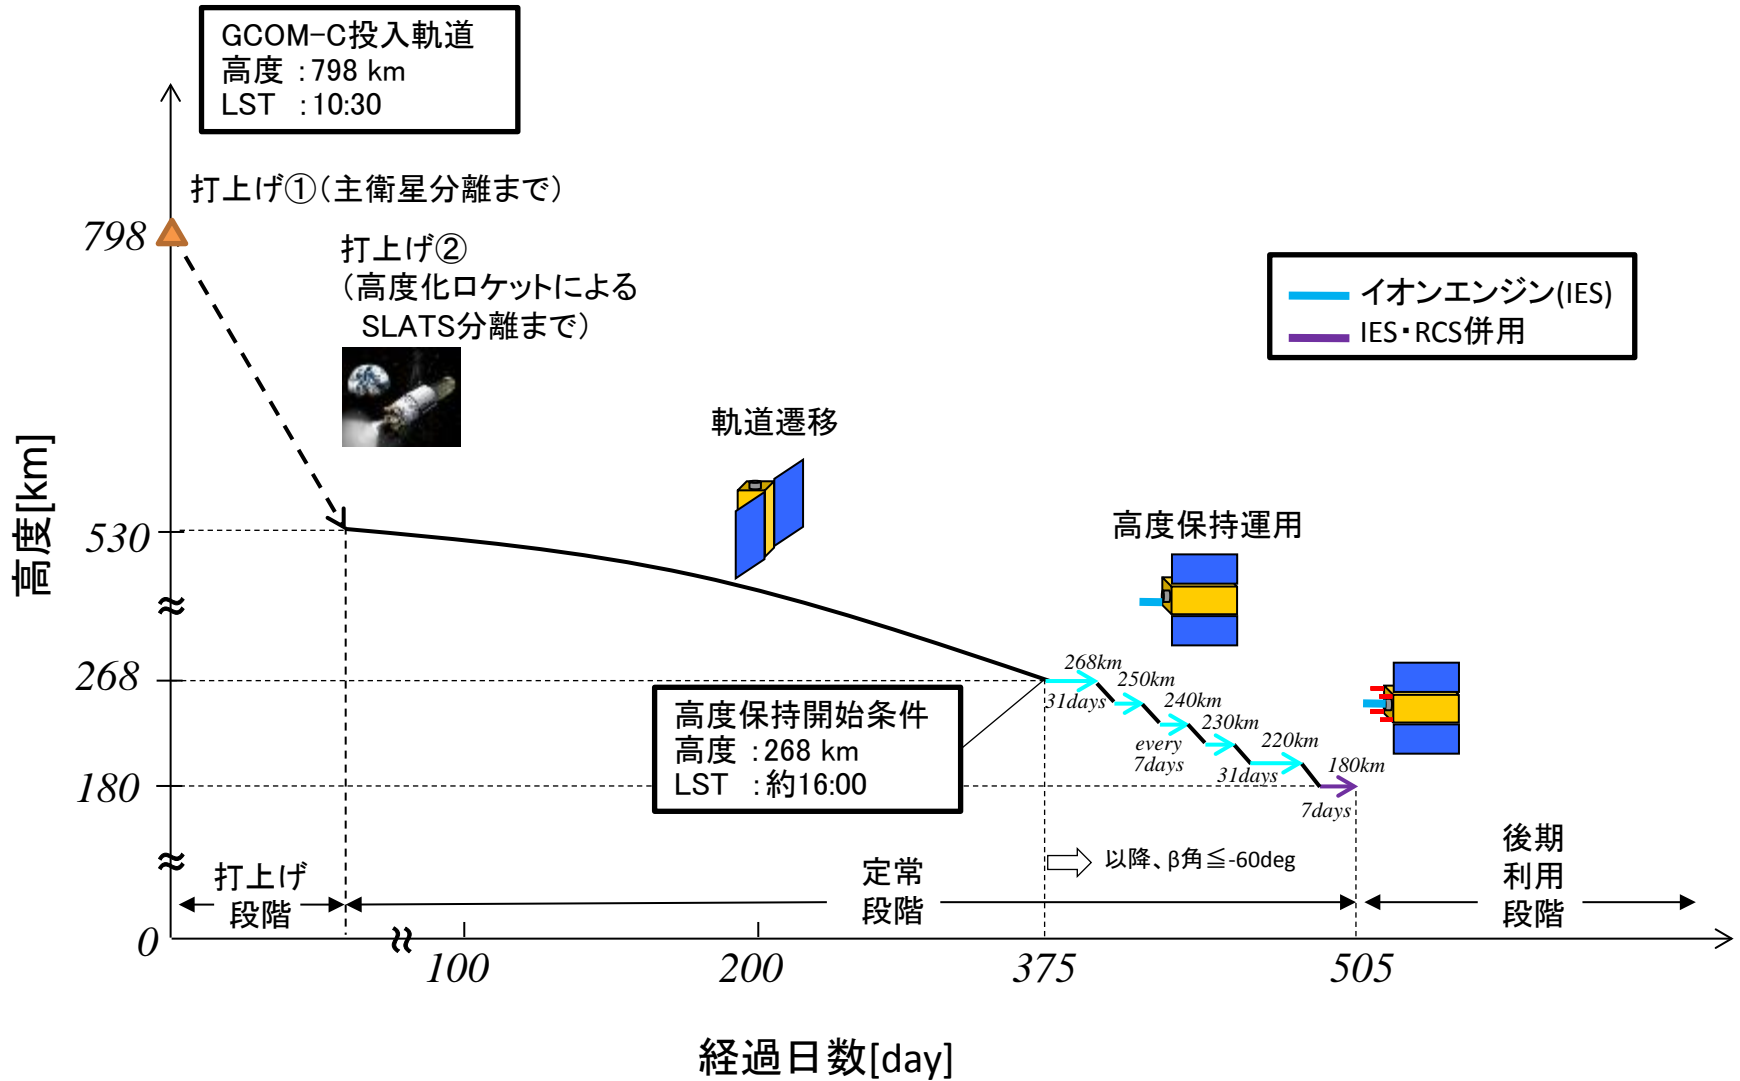 GCOM-C投入軌道
高度 :798 km
LST :10:30
打上げ①(主衛星分離まで)
798
打上げ②
(高度化ロケットによる
SLATS分離まで)
イオンエンジン(IES)
IES・RCS併用
軌道遷移
高度[km]
530
高度保持運用
268
268km
31days
250km
240km
every
7days
230km
220km
31days
180km
7days
高度保持開始条件
高度 :268 km
LST :約16:00
180
以降、β角≦-60deg
打上げ
段階
定常
段階
後期
利用
段階
0
100
200
375
505
経過日数[day]